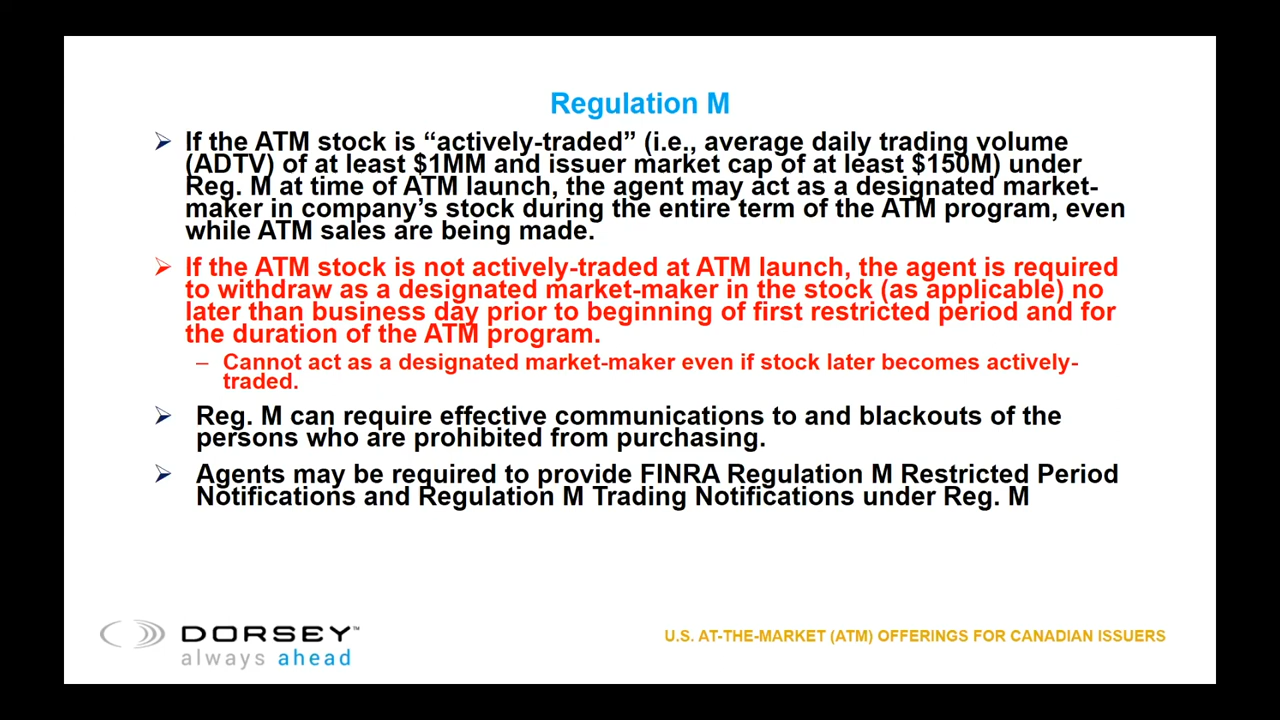 Regulation M
If the ATM stock is “actively-traded” (i.e., average daily trading volume
(ADTV) of at least $1MM and issuer market cap of at least $150M) under
Reg. M at time of ATM launch, the agent may act as a designated market-
maker in company’s stock during the entire term of the ATM program, even
while ATM sales are being made.
If the ATM stock is not actively-traded at ATM launch, the agent is required
to withdraw as a designated market-maker in the stock (as applicable) no
later than business day prior to beginning of first restricted period and for
the duration of the ATM program.
– Cannot act as a designated market-maker even if stock later becomes actively-
traded.
Reg. M can require effective communications to and blackouts of the
persons who are prohibited from purchasing.
Agents may be required to provide FINRA Regulation M Restricted Period
Notifications and Regulation M Trading Notifications under Reg. M
DORSEY™
always ahead
U.S. AT-THE-MARKET (ATM) OFFERINGS FOR CANADIAN ISSUERS